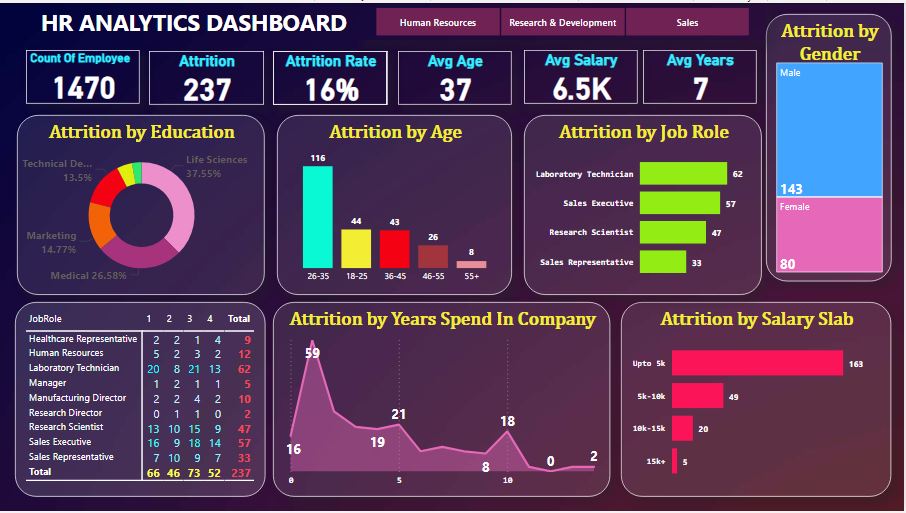 HR ANALYTICS DASHBOARD
Human Resources
Research & Development
Sales
Count Of Employee
1470
Attrition
237
Attrition Rate
16%
Avg Age
37
Avg Salary
6.5K
Avg Years
7
Attrition by
Gender
Male
143
Female
80
Attrition by Education
Technical De...
13.5%
Life Sciences
37.55%
Marketing
14.77%
Medical 26.58%
Attrition by Age
116
44
43
26
8
26-35 18-25 36-45 46-55 55+
Attrition by Job Role
Laboratory Technician 62
Sales Executive 57
Research Scientist 47
Sales Representative 33
JobRole 1 2 3 4 Total
Healthcare Representative 2 2 1 4 9
Human Resources 5 2 3 2 12
Laboratory Technician 20 8 21 13 62
Manager 1 2 1 1 5
Manufacturing Director 2 2 4 2 10
Research Director 0 1 1 0 2
Research Scientist 13 10 15 9 47
Sales Executive 16 9 18 14 57
Sales Representative 7 10 9 7 33
Total 66 46 73 52 237
Attrition by Years Spend In Company
59
16
19
21
8
18
0
2
0 5 10
Attrition by Salary Slab
Upto 5k 163
5k-10k 49
10k-15k 20
15k+ 5